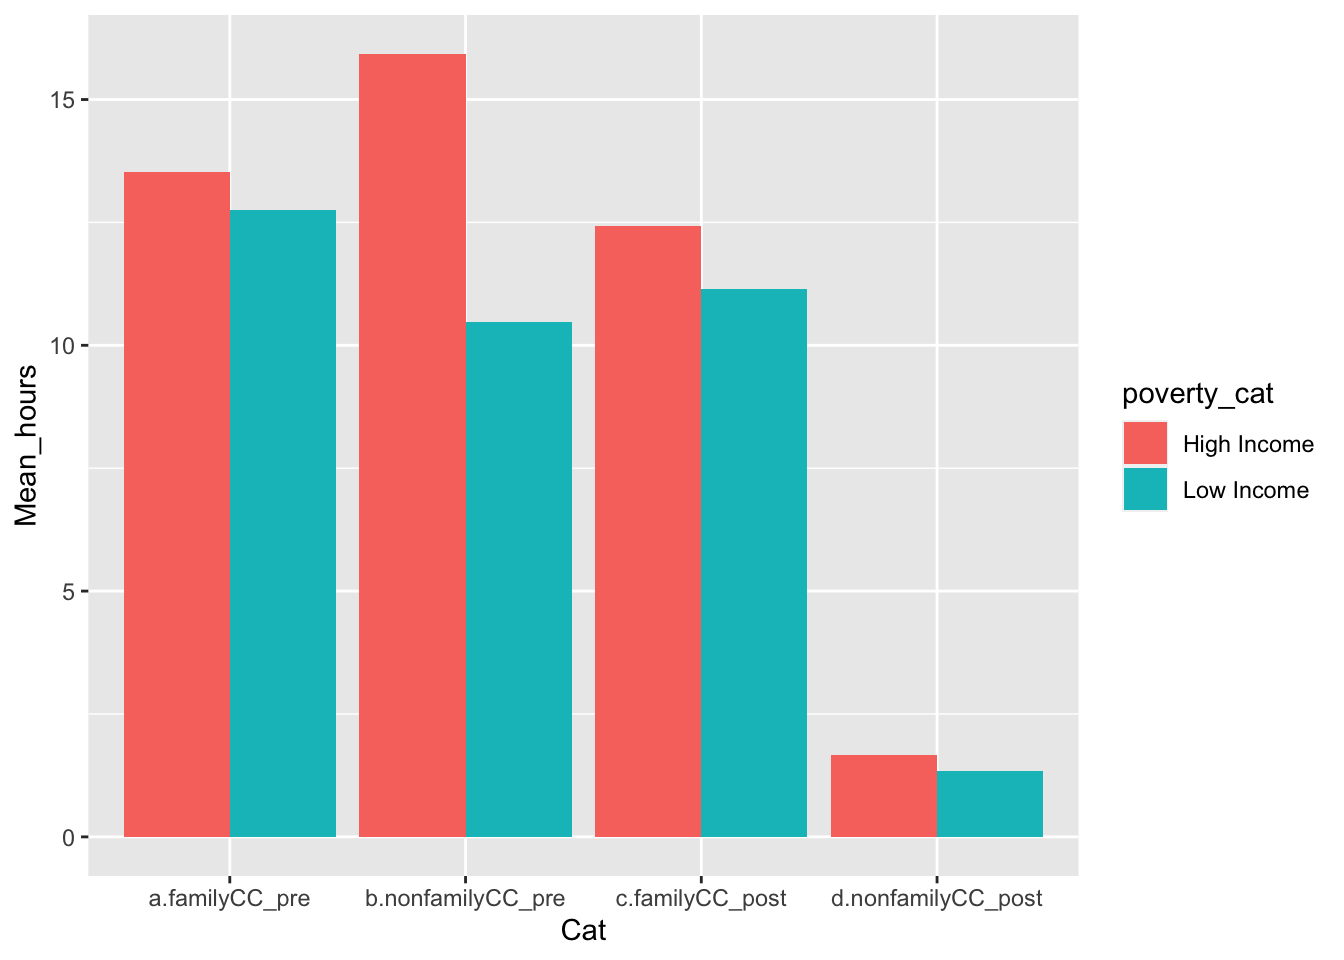 15
10
5
0
Mean_hours
a.familyCC_pre
b.nonfamilyCC_pre
c.familyCC_post
d.nonfamilyCC_post
Cat
poverty_cat
High Income
Low Income